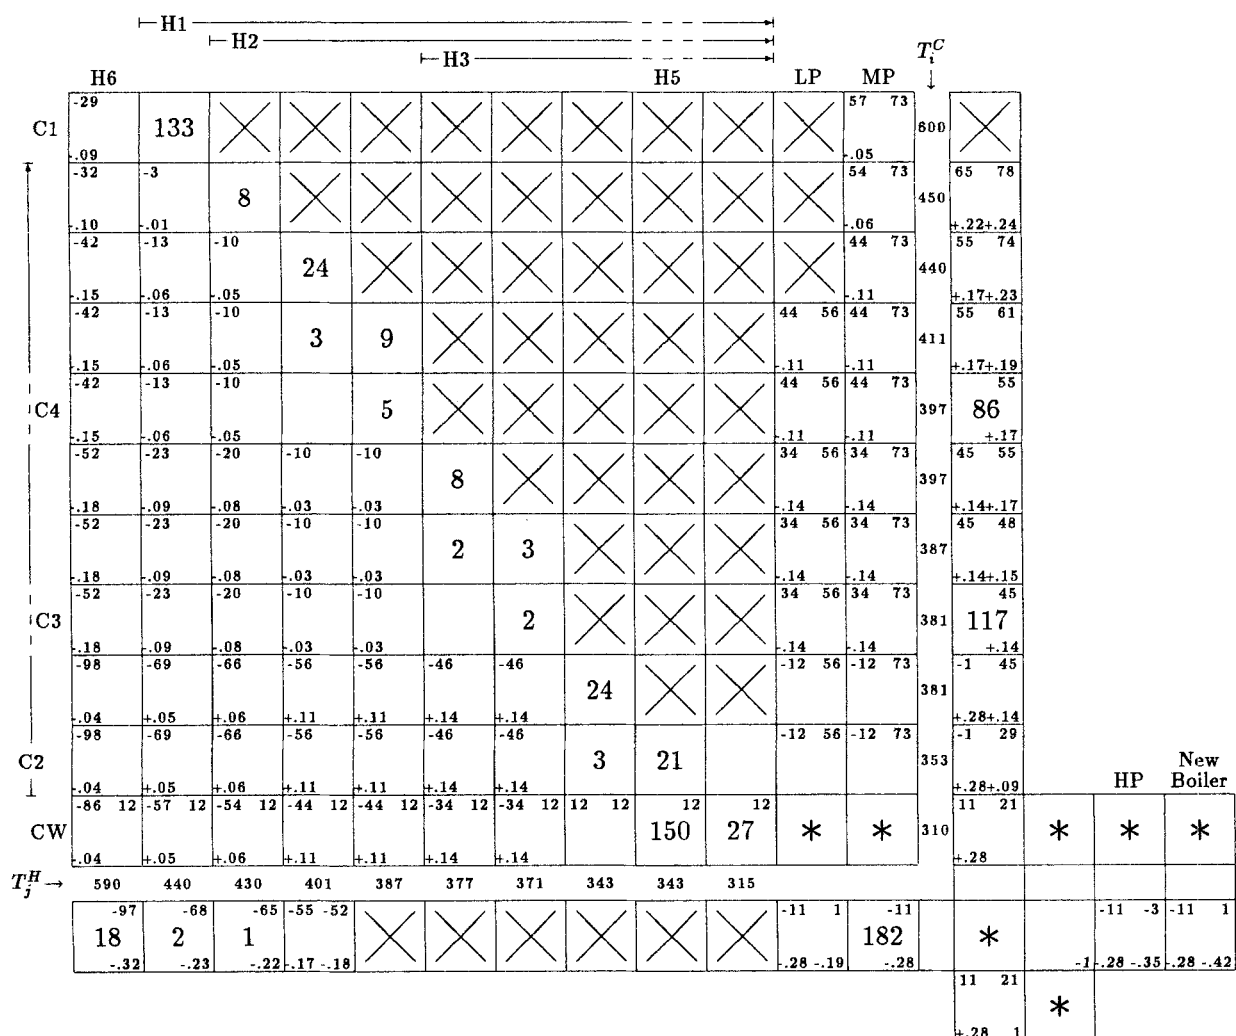 H1
H2
H3
T_i^C
H6 H5 LP MP ↓
-29 57 73
C1 133 600
-.09 -.05
-32 -3 54 73 65 78
8 450
-.10 -.01 -.06 +.22+.24
-42 -13 -10 44 73 55 74
24 440
-.15 -.06 -.05 -.11 +.17+.23
-42 -13 -10 44 56 44 73 55 61
3 9 411
-.15 -.06 -.05 -.11 -.11 +.17+.19
-42 -13 -10 44 56 44 73 55
C4 5 397 86
-.15 -.06 -.05 -.11 -.11 +.17
-52 -23 -20 -10 -10 34 56 34 73 45 55
8 397
-.18 -.09 -.08 -.03 -.03 -.14 -.14 +.14+.17
-52 -23 -20 -10 -10 34 56 34 73 45 48
2 3 387
-.18 -.09 -.08 -.03 -.03 -.14 -.14 +.14+.15
-52 -23 -20 -10 -10 34 56 34 73 45
C3 2 381 117
-.18 -.09 -.08 -.03 -.03 -.14 -.14 +.14
-98 -69 -66 -56 -56 -46 -46 -12 56 -12 73 -1 45
24 381
-.04 +.05 +.06 +.11 +.11 +.14 +.14 +.28+.14
-98 -69 -66 -56 -56 -46 -46 -12 56 -12 73 -1 29
C2 3 21 353 New
HP Boiler
-.04 +.05 +.06 +.11 +.11 +.14 +.14 +.28+.09
-86 12 -57 12 -54 12 -44 12 -44 12 -34 12 -34 12 12 12 12 12 11 21
CW 150 27 * * 310 * * *
-.04 +.05 +.06 +.11 +.11 +.14 +.14 +.28
T_j^H → 590 440 430 401 387 377 371 343 343 315
-97 -68 -65 -55 -52 -11 1 -11 -11 -3 -11 1
18 2 1 182 *
-.32 -.23 -.22 -.17 -.18 -.28 -.19 -.28 -1 -.28 -.35 -.28 -.42
11 21
*
+.28 1